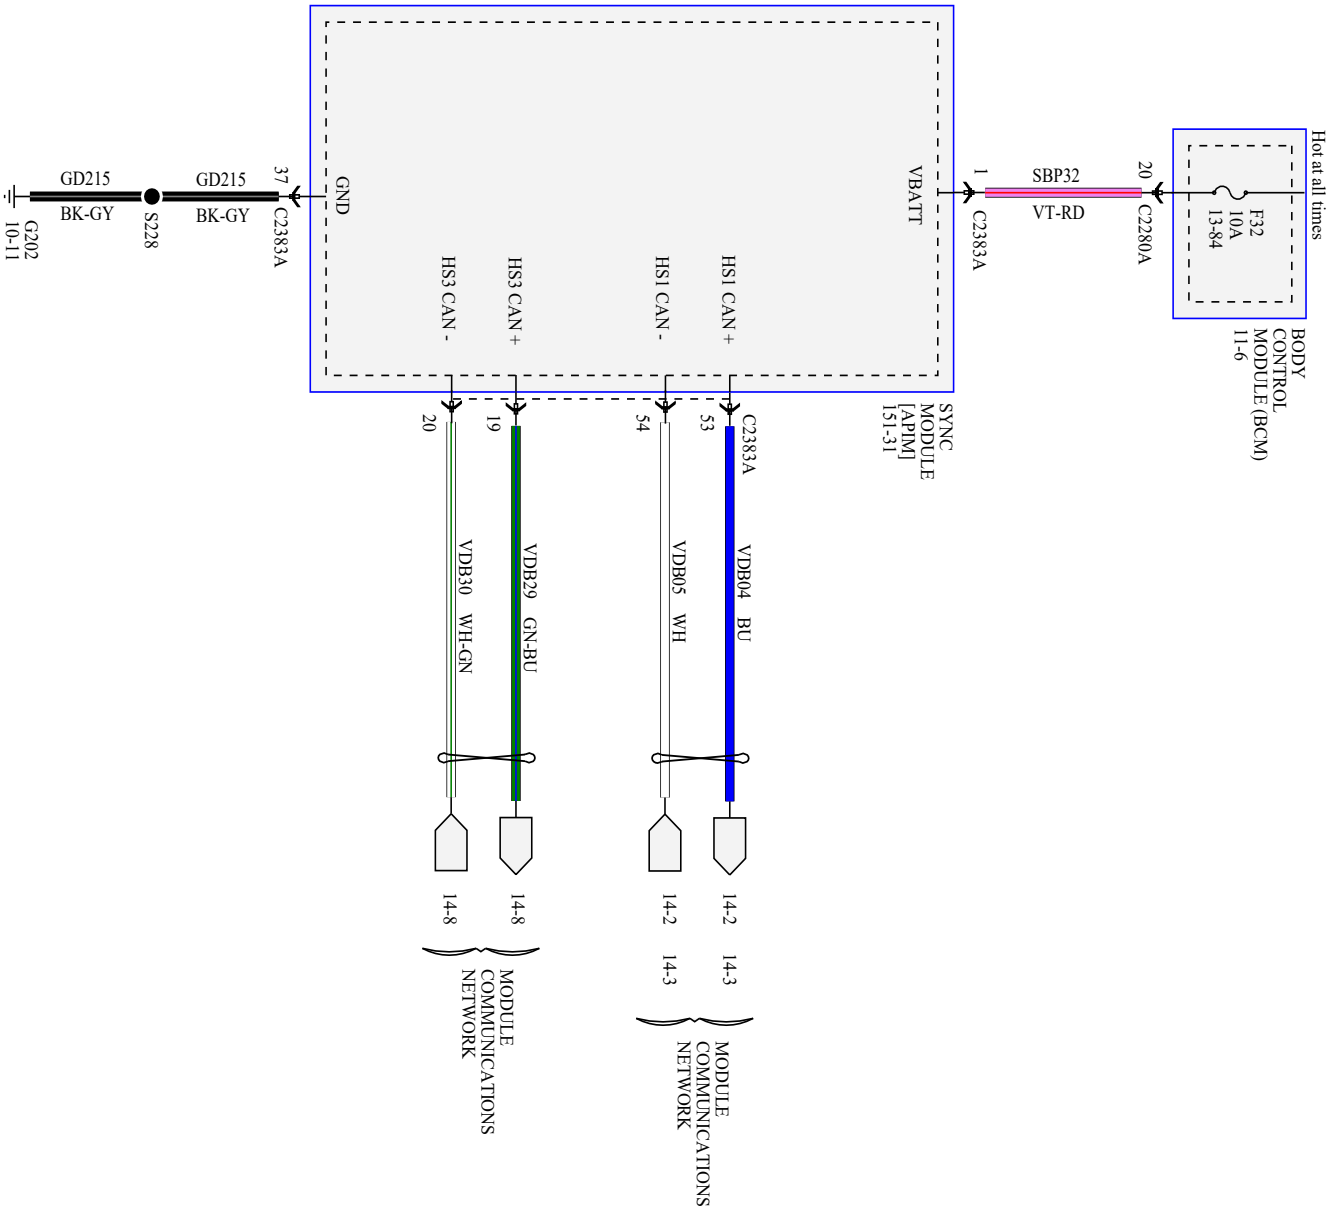 Hot at all times
F32
10A
13-84
BODY
CONTROL
MODULE (BCM)
11-6
20
C2280A
SBP32
VT-RD
1
C2383A
VBATT
SYNC
MODULE
[APIM]
151-31
GND
37
C2383A
GD215
BK-GY
S228
GD215
BK-GY
G202
10-11
HS1 CAN +
HS1 CAN -
HS3 CAN +
HS3 CAN -
C2383A
53
54
19
20
VDB04 BU
VDB05 WH
VDB29 GN-BU
VDB30 WH-GN
14-2 14-3
14-2 14-3
14-8
14-8
MODULE
COMMUNICATIONS
NETWORK
MODULE
COMMUNICATIONS
NETWORK